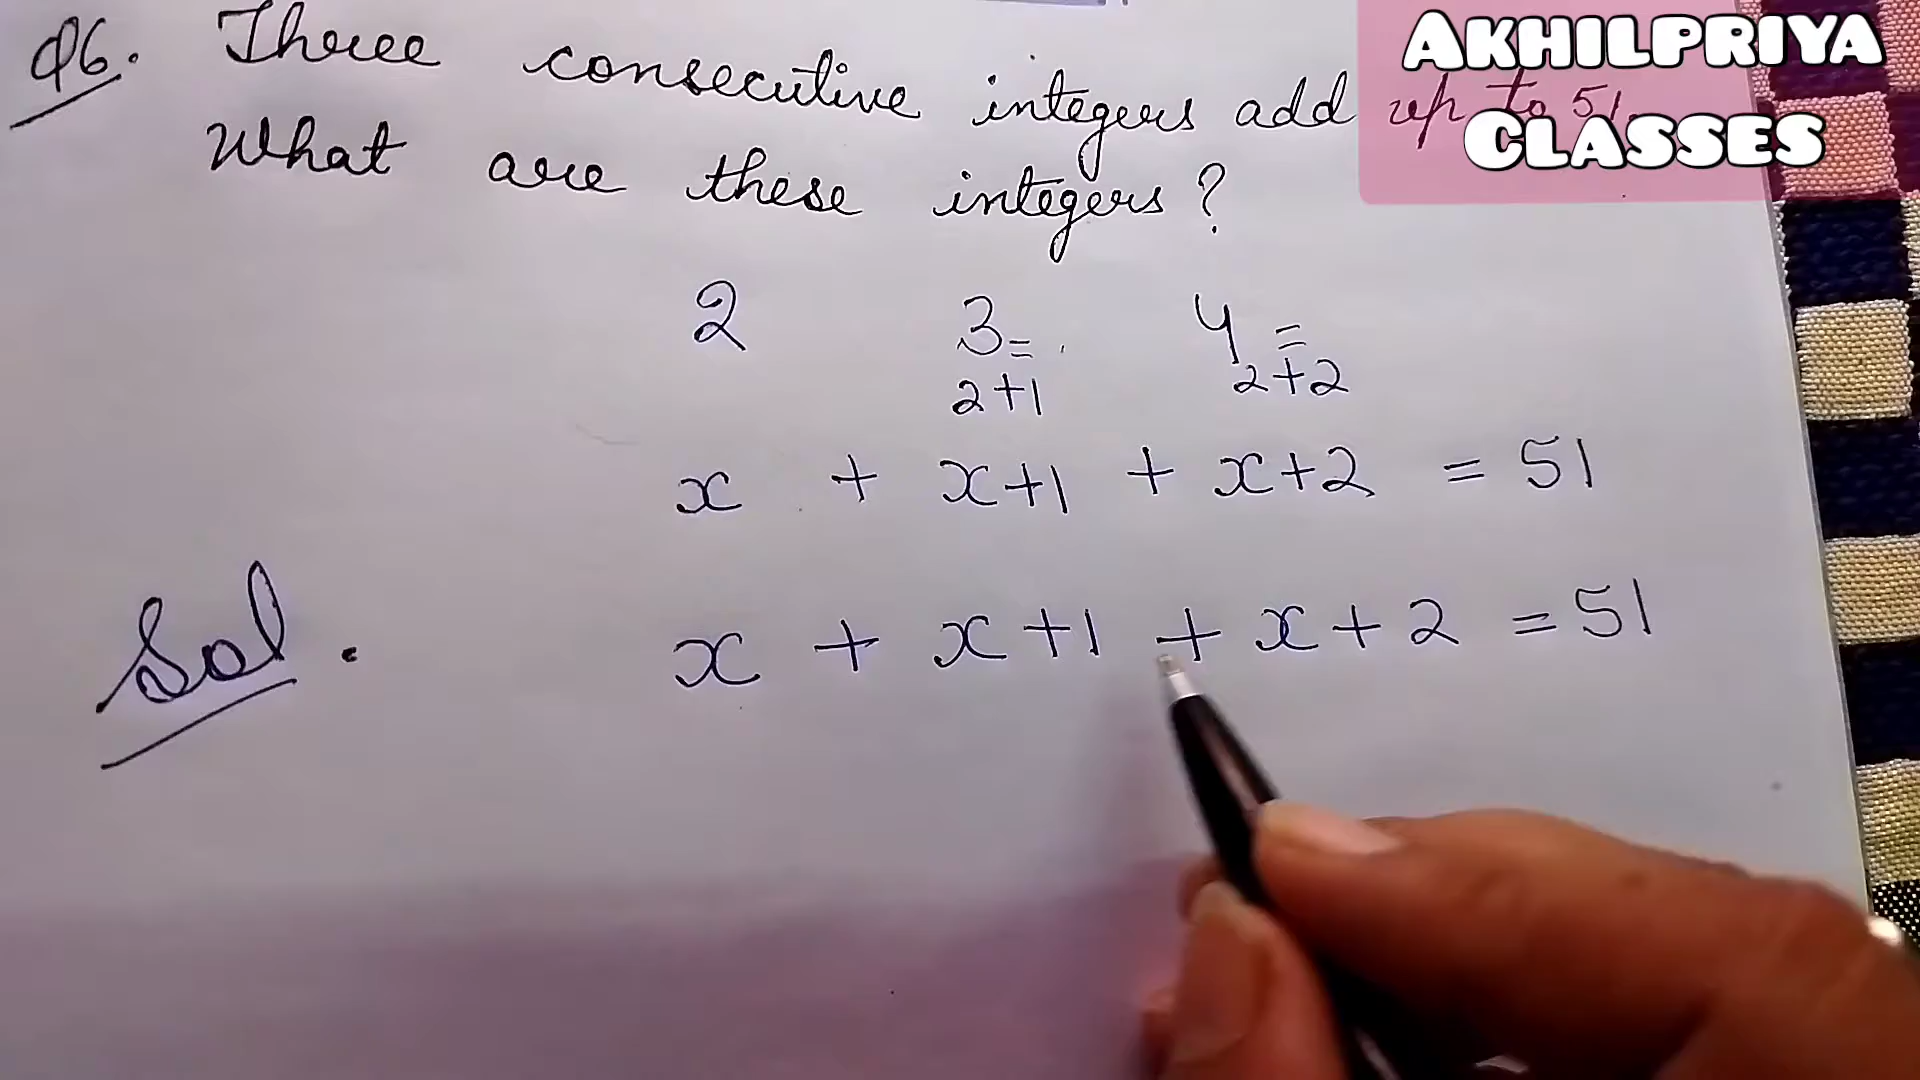 Q6. Three consecutive integers add up to 51.
What are these integers?
AKHILPRIYA
CLASSES
2 3= 4=
2+1 2+2
x + x+1 + x+2 = 51
Sol. x + x+1 + x+2 = 51